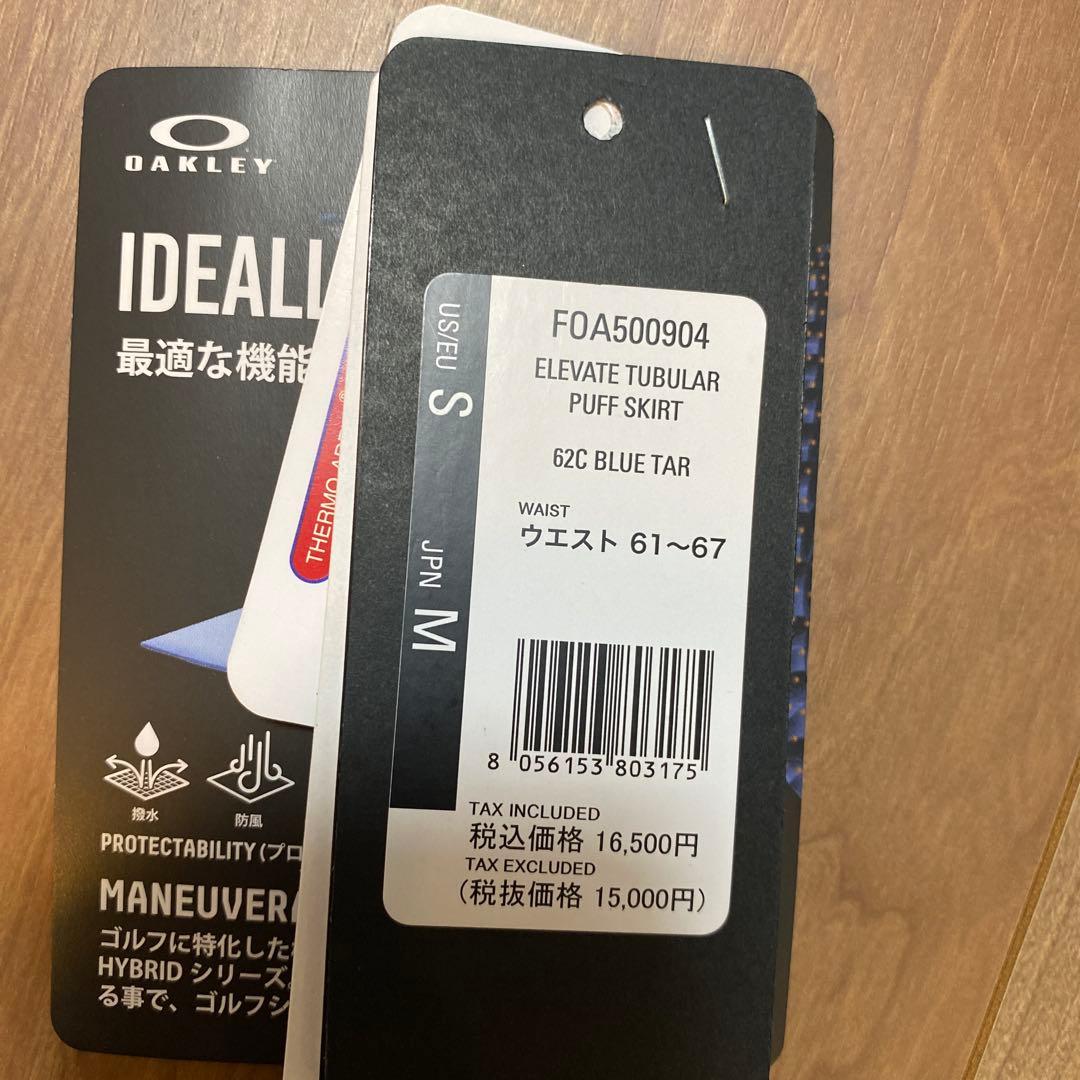 OAKLEY
IDEALL
最適な機能
THERMO
撥水
防風
PROTECTABILITY (プロ
MANEUVER
ゴルフに特化した
HYBRID シリーズ。
る事で、ゴルフシ
US/EU S
JPN M
FOA500904
ELEVATE TUBULAR
PUFF SKIRT
62C BLUE TAR
WAIST
ウエスト 61〜67
8 056153 803175
TAX INCLUDED
税込価格 16,500円
TAX EXCLUDED
(税抜価格 15,000円)